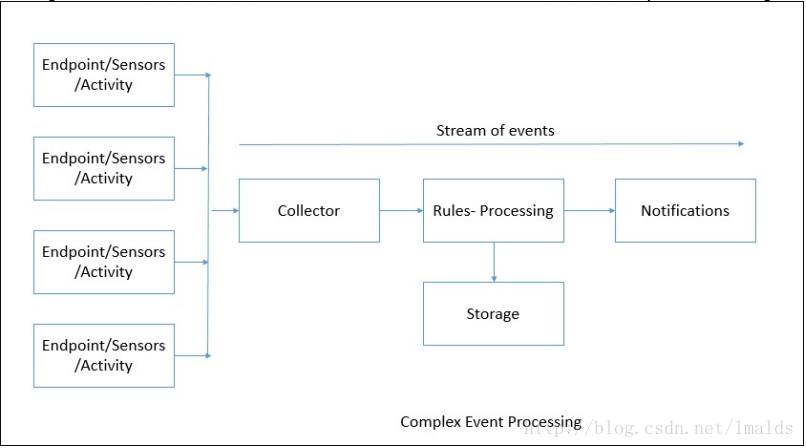 Endpoint/Sensors
/Activity
Endpoint/Sensors
/Activity
Endpoint/Sensors
/Activity
Endpoint/Sensors
/Activity
Stream of events
Collector
Rules- Processing
Notifications
Storage
Complex Event Processing
http://blog.csdn.net/lmalds